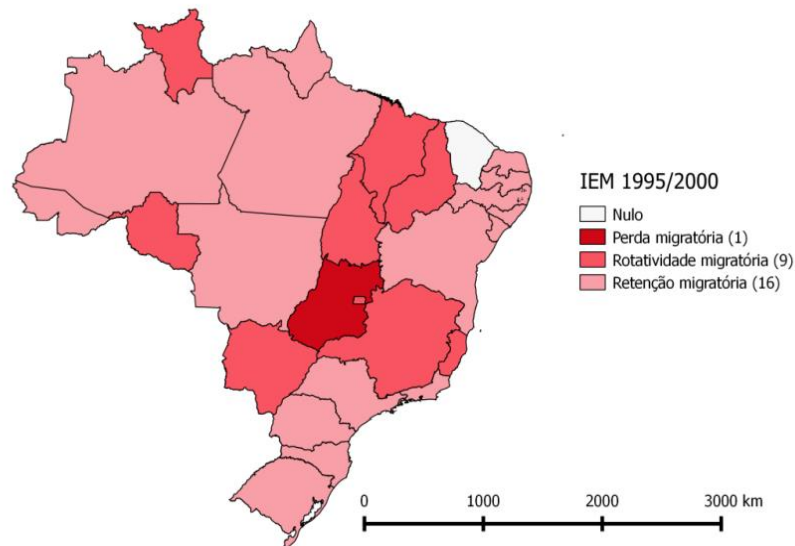 IEM 1995/2000
Nulo
Perda migratória (1)
Rotatividade migratória (9)
Retenção migratória (16)
0 1000 2000 3000 km